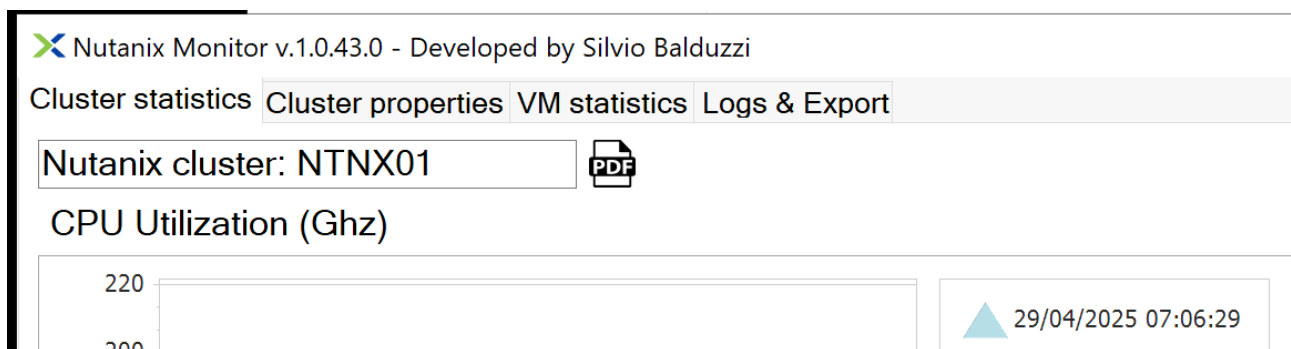 Nutanix Monitor v.1.0.43.0 - Developed by Silvio Balduzzi
Cluster statistics Cluster properties VM statistics Logs & Export
Nutanix cluster: NTNX01 PDF
CPU Utilization (Ghz)
220
29/04/2025 07:06:29